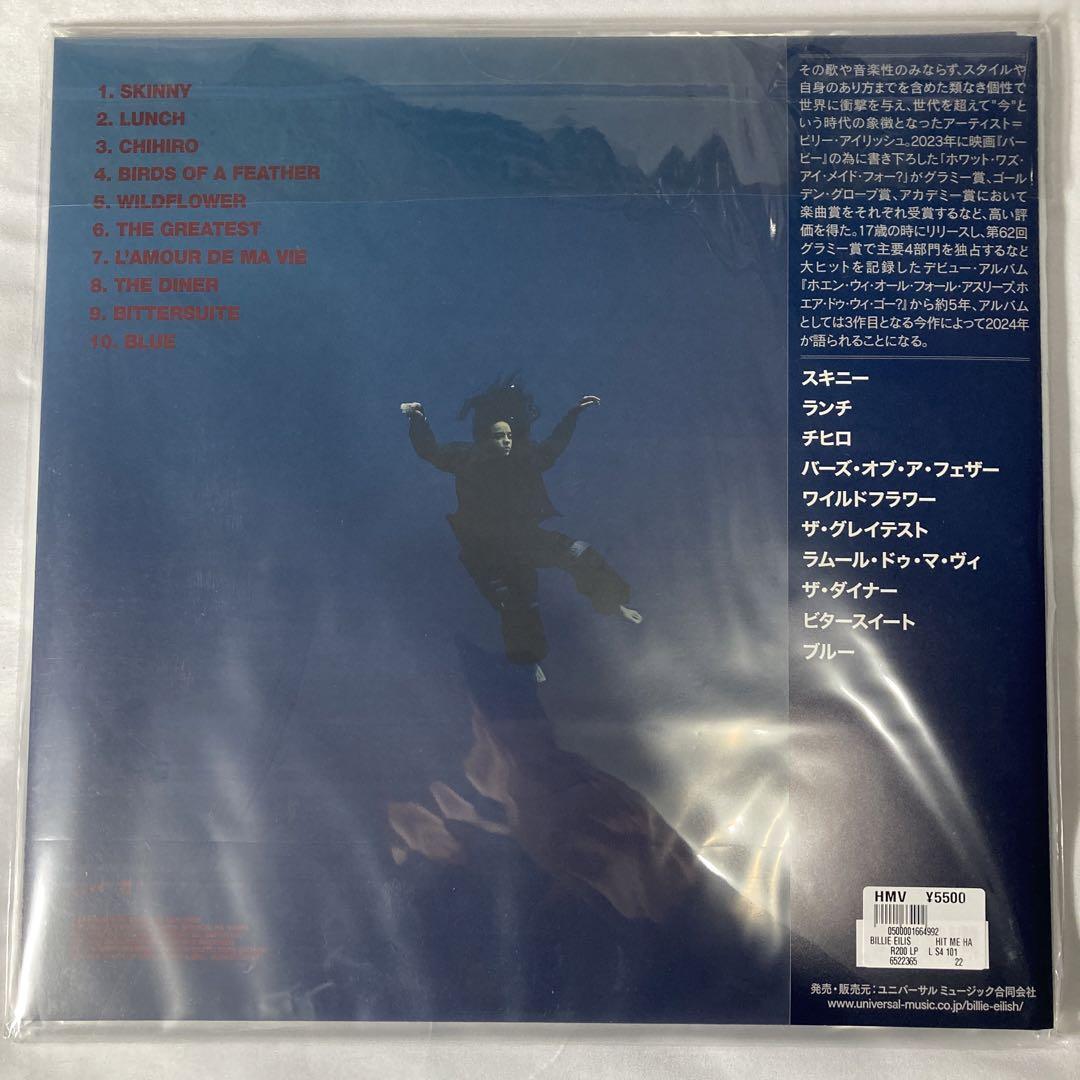 1. SKINNY
2. LUNCH
3. CHIHIRO
4. BIRDS OF A FEATHER
5. WILDFLOWER
6. THE GREATEST
7. L'AMOUR DE MA VIE
8. THE DINER
9. BITTERSUITE
10. BLUE
その歌や音楽性のみならず、スタイルや
自身のあり方までを含めた類なき個性で
世界に衝撃を与え、世代を超えて"今"と
いう時代の象徴となったアーティスト=
ビリー・アイリッシュ。2023年に映画『バー
ビー』の為に書き下ろした「ホワット・ワズ・
アイ・メイド・フォー?」がグラミー賞、ゴール
デン・グローブ賞、アカデミー賞において
楽曲賞をそれぞれ受賞するなど、高い評
価を得た。17歳の時にリリースし、第62回
グラミー賞で主要4部門を独占するなど
大ヒットを記録したデビュー・アルバム
『ホエン・ウィ・オール・フォール・アスリープ、ホ
エア・ドゥ・ウィ・ゴー?』から約5年、アルバム
としては3作目となる今作によって2024年
が語られることになる。
スキニー
ランチ
チヒロ
バーズ・オブ・ア・フェザー
ワイルドフラワー
ザ・グレイテスト
ラムール・ドゥ・マ・ヴィ
ザ・ダイナー
ビタースイート
ブルー
HMV ¥5500
0500001664992
BILLIE EILIS HIT ME HA
R200 LP L S4 101
6522365 22
発売・販売元:ユニバーサル ミュージック合同会社
www.universal-music.co.jp/billie-eilish/